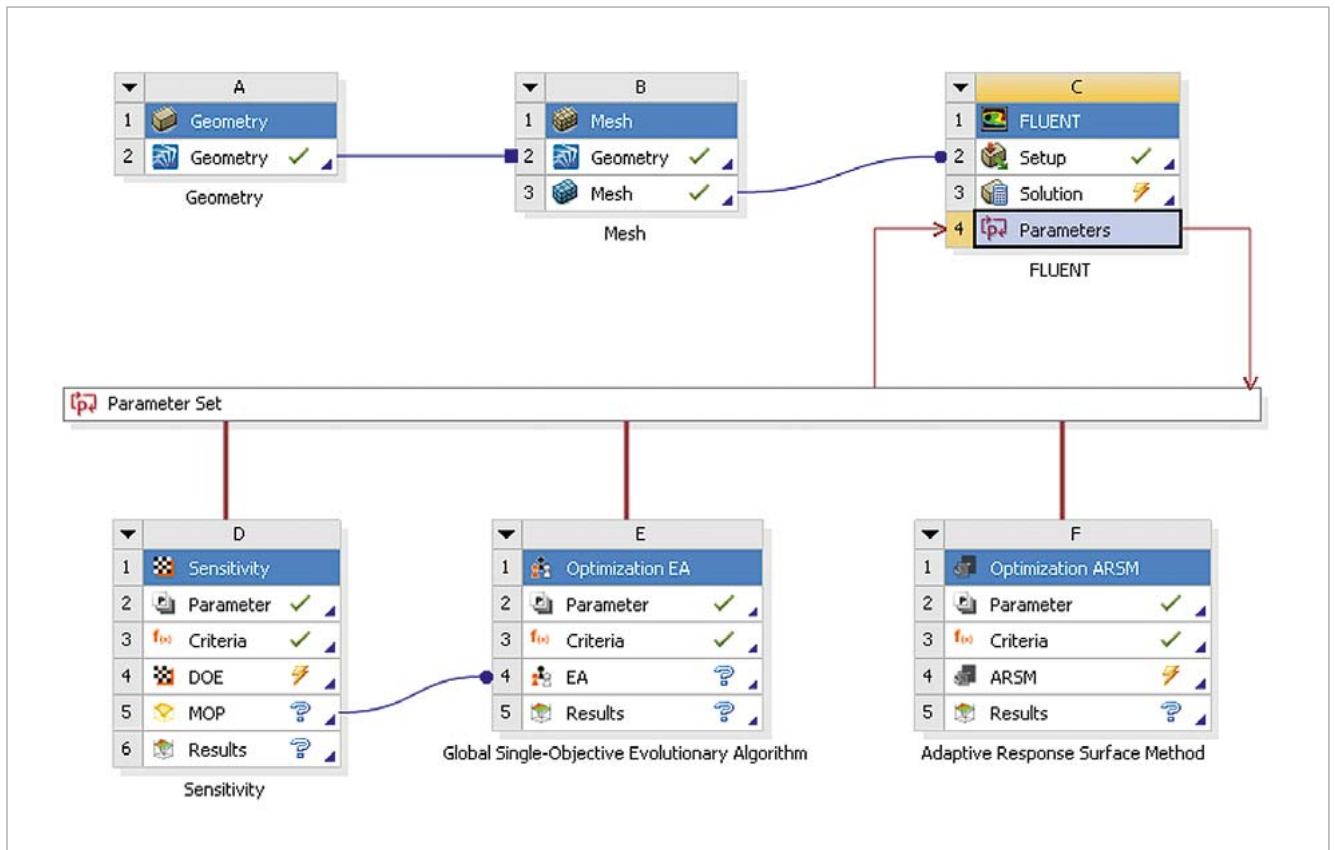 A
1 Geometry
2 Geometry
Geometry
B
1 Mesh
2 Geometry
3 Mesh
Mesh
C
1 FLUENT
2 Setup
3 Solution
4 Parameters
FLUENT
Parameter Set
D
1 Sensitivity
2 Parameter
3 f(x) Criteria
4 DOE
5 MOP
6 Results
Sensitivity
E
1 Optimization EA
2 Parameter
3 f(x) Criteria
4 EA
5 Results
Global Single-Objective Evolutionary Algorithm
F
1 Optimization ARSM
2 Parameter
3 f(x) Criteria
4 ARSM
5 Results
Adaptive Response Surface Method